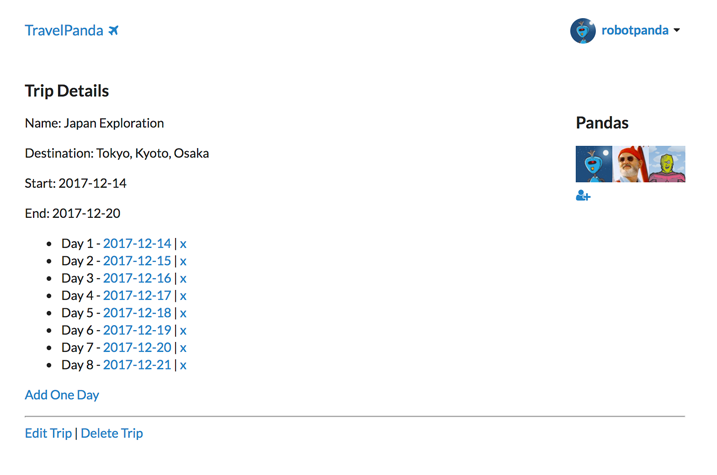 TravelPanda
robotpanda
Trip Details
Name: Japan Exploration
Destination: Tokyo, Kyoto, Osaka
Start: 2017-12-14
End: 2017-12-20
Day 1 - 2017-12-14 | x
Day 2 - 2017-12-15 | x
Day 3 - 2017-12-16 | x
Day 4 - 2017-12-17 | x
Day 5 - 2017-12-18 | x
Day 6 - 2017-12-19 | x
Day 7 - 2017-12-20 | x
Day 8 - 2017-12-21 | x
Add One Day
Edit Trip | Delete Trip
Pandas